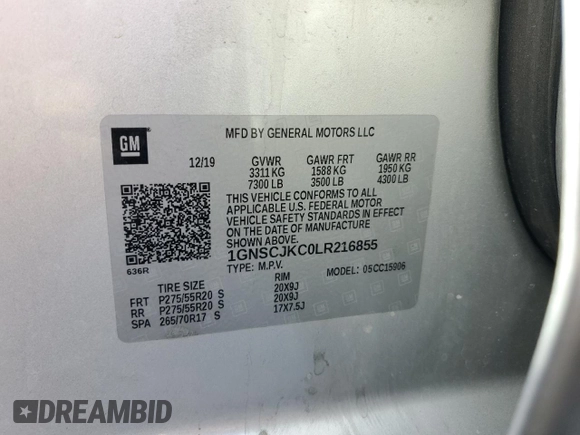 GM
MFD BY GENERAL MOTORS LLC
12/19 GVWR GAWR FRT GAWR RR
3311 KG 1588 KG 1950 KG
7300 LB 3500 LB 4300 LB
THIS VEHICLE CONFORMS TO ALL
APPLICABLE U.S. FEDERAL MOTOR
VEHICLE SAFETY STANDARDS IN EFFECT ON
DATE OF MANUFACTURE SHOWN ABOVE.
1GNSCJKC0LR216855
636R
TYPE: M.P.V. MODEL: 05CC15906
TIRE SIZE RIM
FRT P275/55R20 S 20X9J
RR P275/55R20 S 20X9J
SPA 265/70R17 S 17X7.5J
DREAMBID